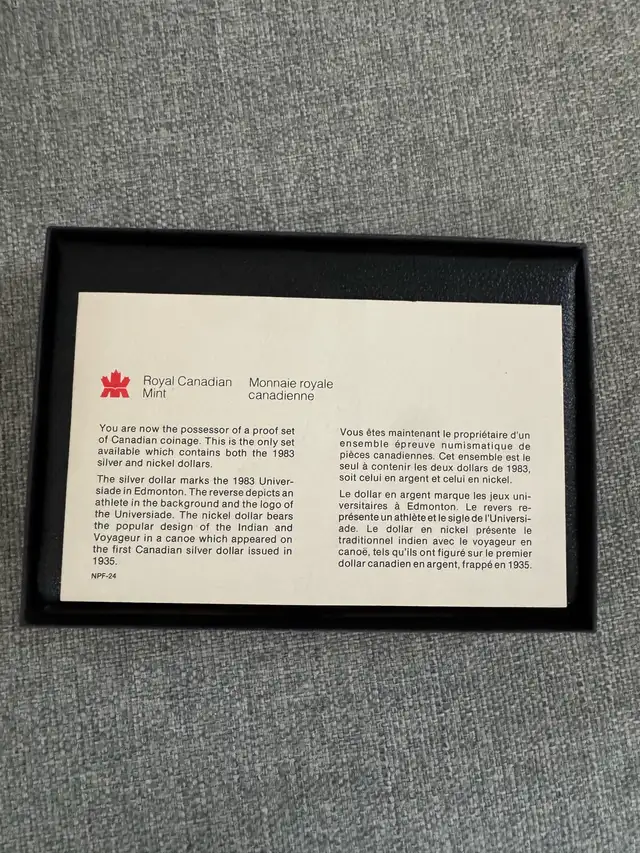 Royal Canadian
Mint
Monnaie royale
canadienne
You are now the possessor of a proof set
of Canadian coinage. This is the only set
available which contains both the 1983
silver and nickel dollars.
The silver dollar marks the 1983 Univer-
siade in Edmonton. The reverse depicts an
athlete in the background and the logo of
the Universiade. The nickel dollar bears
the popular design of the Indian and
Voyageur in a canoe which appeared on
the first Canadian silver dollar issued in
1935.
NPF-24
Vous êtes maintenant le propriétaire d'un
ensemble épreuve numismatique de
pièces canadiennes. Cet ensemble est le
seul à contenir les deux dollars de 1983,
soit celui en argent et celui en nickel.
Le dollar en argent marque les jeux uni-
versitaires à Edmonton. Le revers re-
présente un athlète et le sigle de l'Universi-
ade. Le dollar en nickel présente le
traditionnel indien avec le voyageur en
canoë, tels qu'ils ont figuré sur le premier
dollar canadien en argent, frappé en 1935.